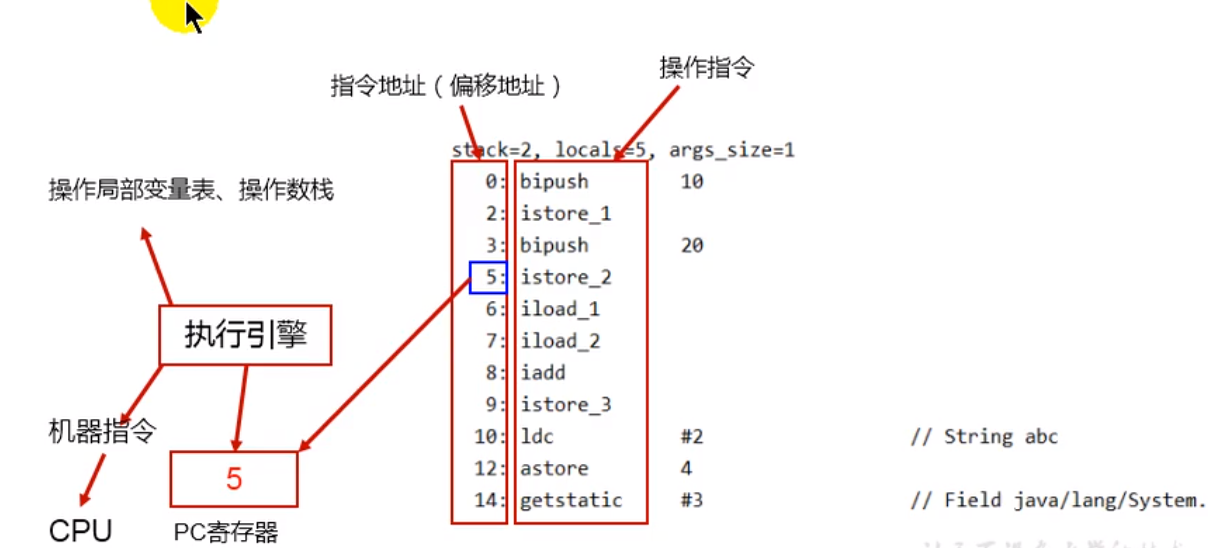 指令地址（偏移地址）
操作指令
stack=2, locals=5, args_size=1
操作局部变量表、操作数栈
0: bipush 10
2: istore_1
3: bipush 20
5: istore_2
6: iload_1
7: iload_2
8: iadd
9: istore_3
10: ldc #2 // String abc
12: astore 4
14: getstatic #3 // Field java/lang/System.
执行引擎
机器指令
5
CPU
PC寄存器